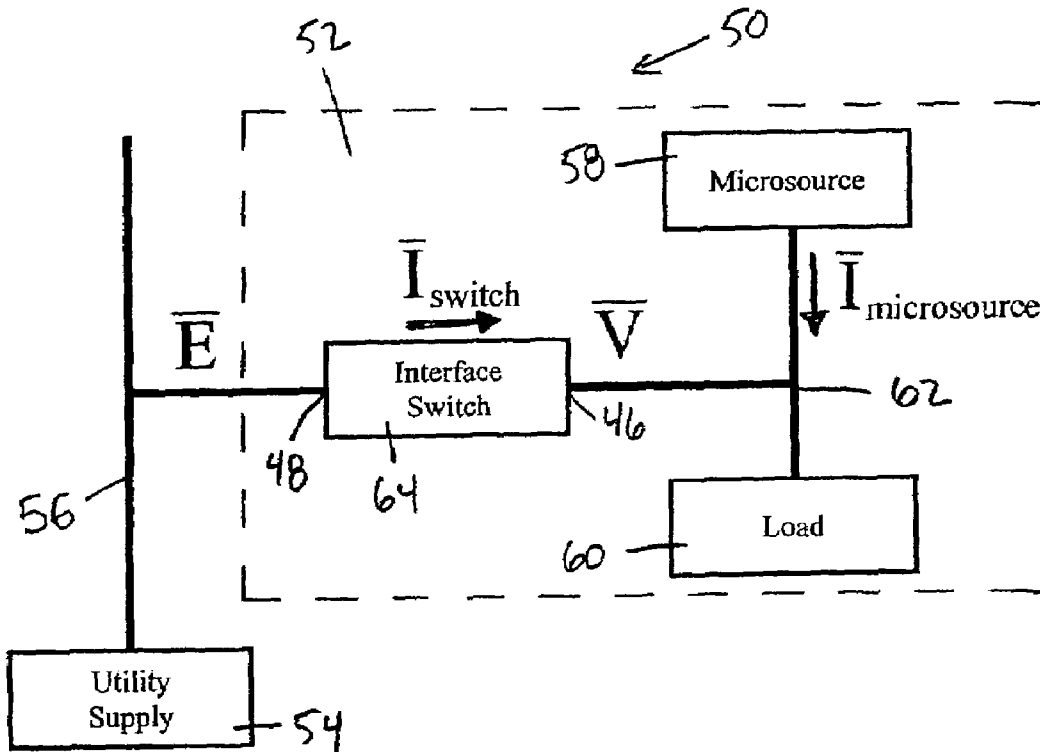 52
50
58
Microsource
I switch
I microsource
E
V
Interface
Switch
62
48
46
64
56
60
Load
Utility
Supply
54